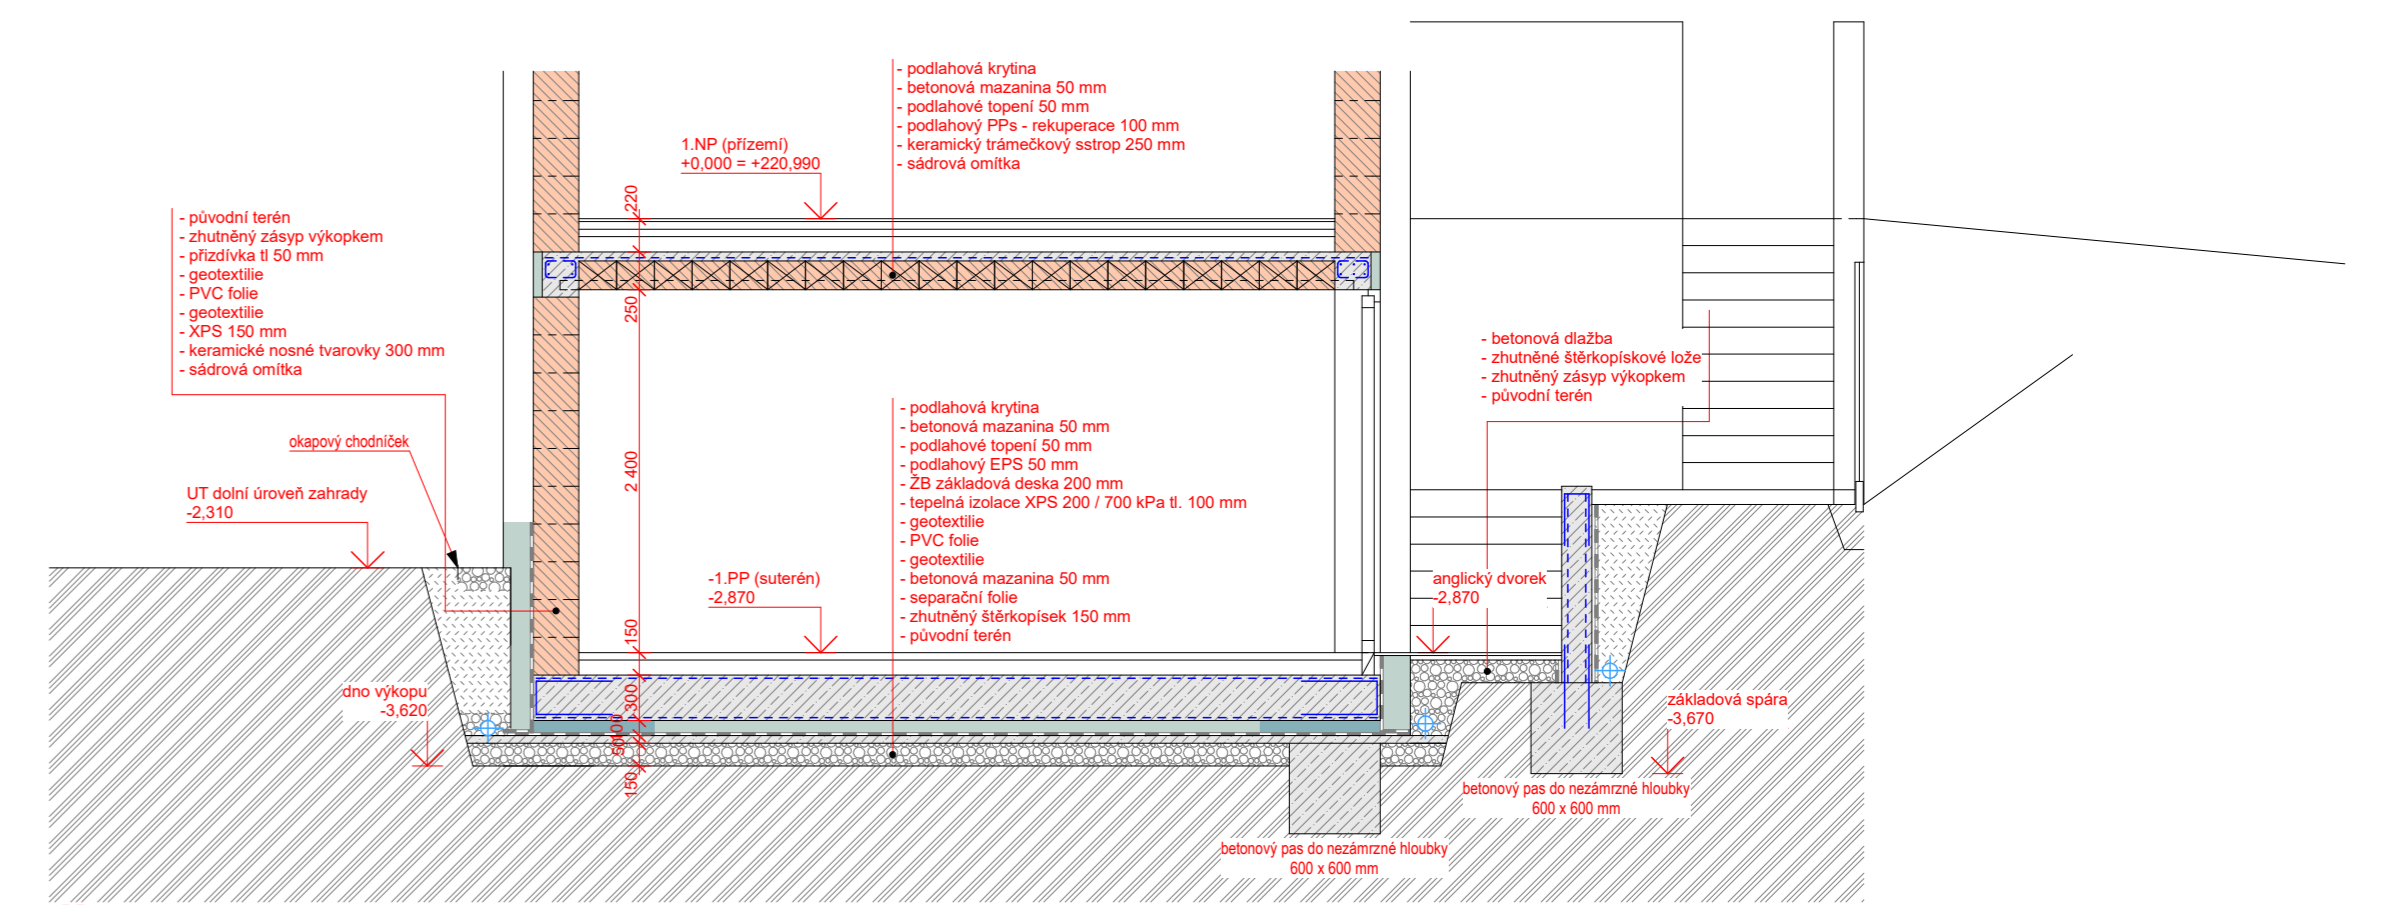 - podlahová krytina
- betonová mazanina 50 mm
- podlahové topení 50 mm
- podlahový PPs - rekuperace 100 mm
- keramický trámečkový sstrop 250 mm
- sádrová omítka
1.NP (přízemí)
+0,000 = +220,990
220
- původní terén
- zhutněný zásyp výkopkem
- přizdívka tl 50 mm
- geotextilie
- PVC folie
- geotextilie
- XPS 150 mm
- keramické nosné tvarovky 300 mm
- sádrová omítka
250
- betonová dlažba
- zhutněné štěrkopískové lože
- zhutněný zásyp výkopkem
- původní terén
okapový chodníček
UT dolní úroveň zahrady
-2,310
2 400
- podlahová krytina
- betonová mazanina 50 mm
- podlahové topení 50 mm
- podlahový EPS 50 mm
- ŽB základová deska 200 mm
- tepelná izolace XPS 200 / 700 kPa tl. 100 mm
- geotextilie
- PVC folie
- geotextilie
- betonová mazanina 50 mm
- separační folie
- zhutněný štěrkopísek 150 mm
- původní terén
-1.PP (suterén)
-2,870
anglický dvorek
-2,870
150
dno výkopu
-3,620
300
100
50
150
základová spára
-3,670
betonový pas do nezámrzné hloubky
600 x 600 mm
betonový pas do nezámrzné hloubky
600 x 600 mm